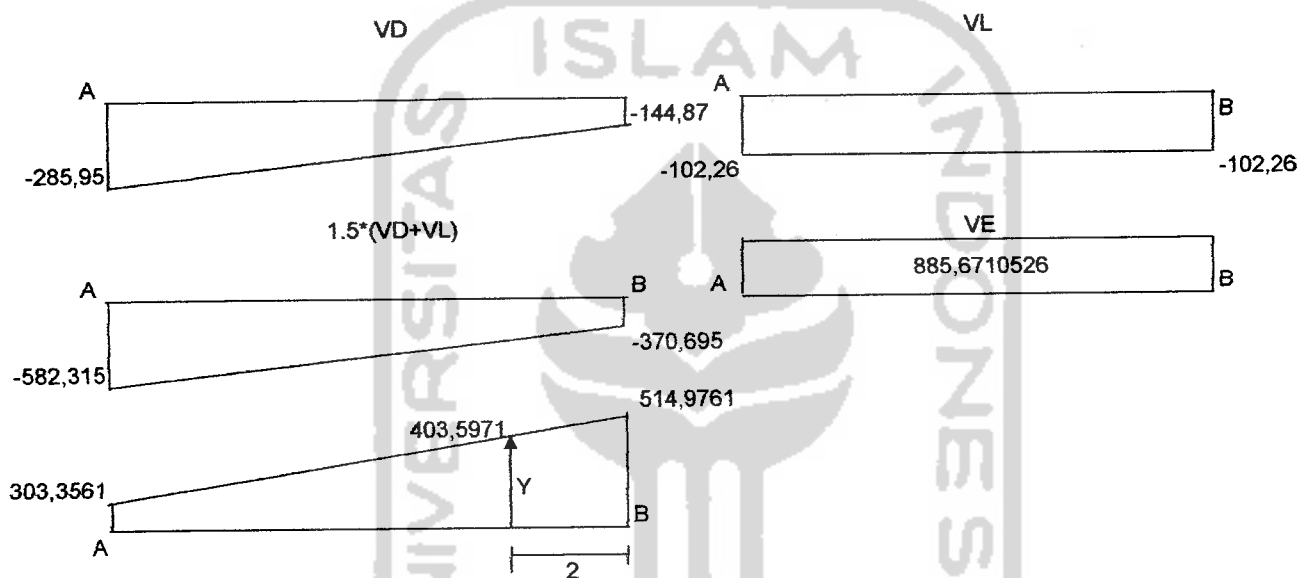 VD
VL
A
-144,87
-285,95
A
B
-102,26
-102,26
1.5*(VD+VL)
VE
885,6710526
A
B
A
B
-370,695
-582,315
514,9761
403,5971
303,3561
Y
B
A
2
UNIVERSITAS
ISLAM
INDONES